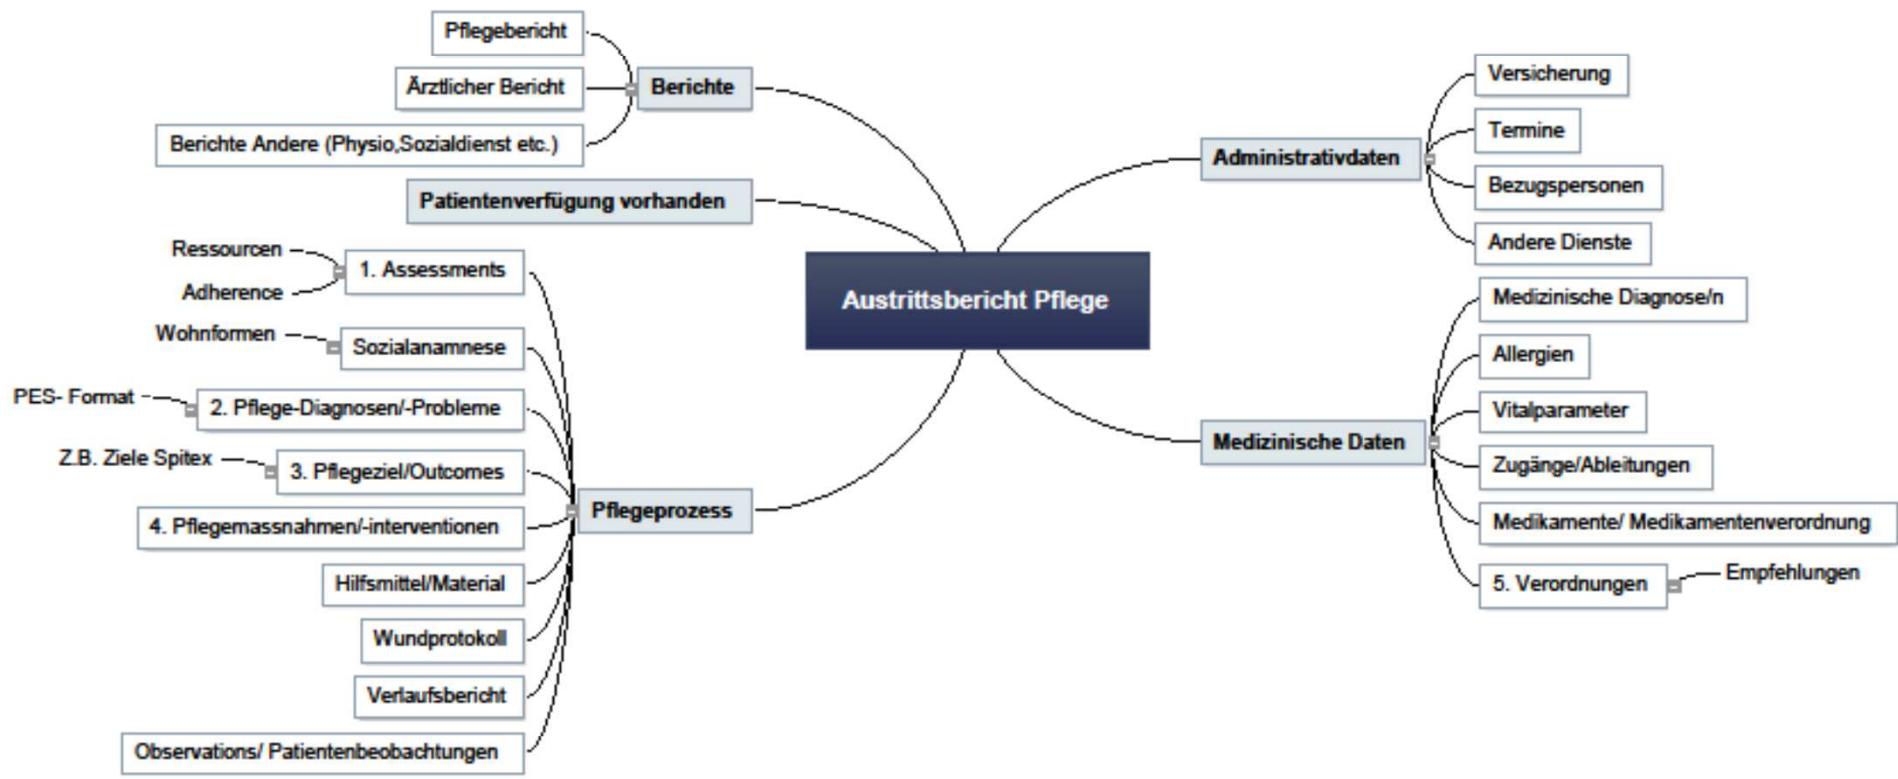 Pflegebericht
Ärztlicher Bericht
Berichte Andere (Physio,Sozialdienst etc.)
Berichte
Patientenverfügung vorhanden
Ressourcen
Adherence
1. Assessments
Wohnformen
Sozialanamnese
PES- Format
2. Pflege-Diagnosen/-Probleme
Z.B. Ziele Spitex
3. Pflegeziel/Outcomes
4. Pflegemassnahmen/-interventionen
Hilfsmittel/Material
Wundprotokoll
Verlaufsbericht
Observations/ Patientenbeobachtungen
Pflegeprozess
Austrittsbericht Pflege
Administrativdaten
Versicherung
Termine
Bezugspersonen
Andere Dienste
Medizinische Daten
Medizinische Diagnose/n
Allergien
Vitalparameter
Zugänge/Ableitungen
Medikamente/ Medikamentenverordnung
5. Verordnungen
Empfehlungen